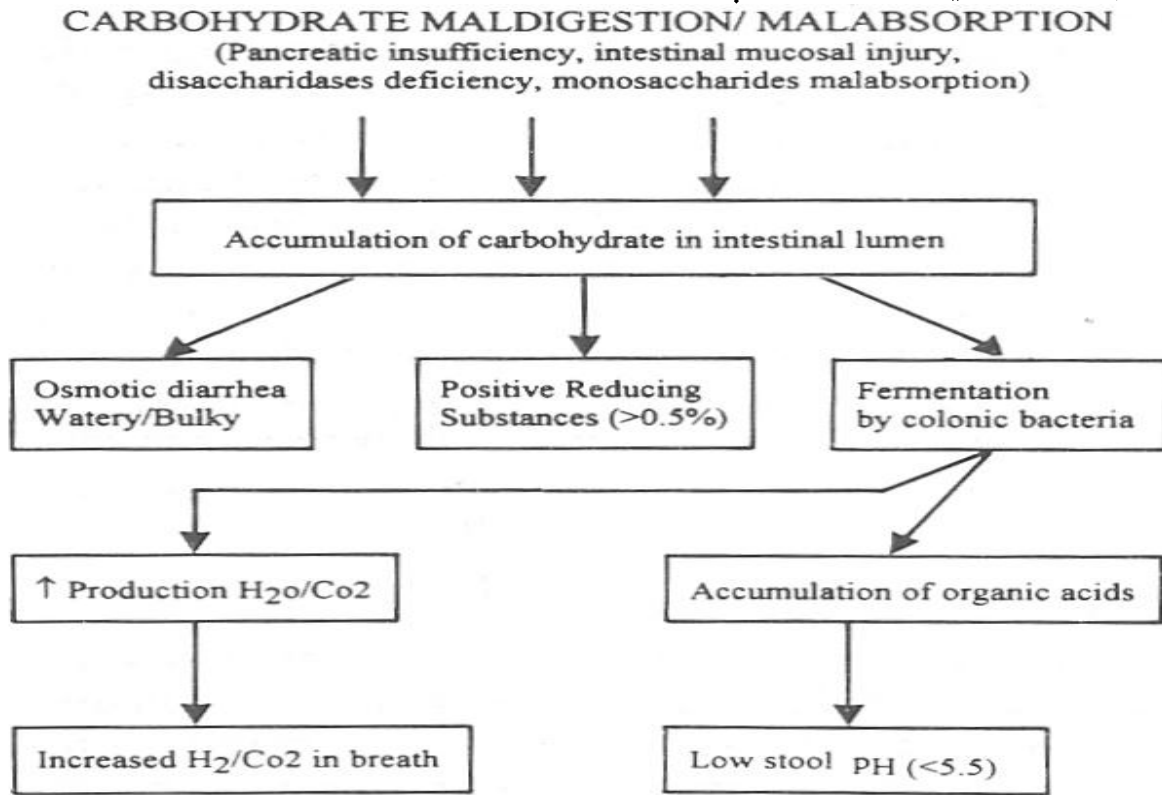 CARBOHYDRATE MALDIGESTION/ MALABSORPTION
(Pancreatic insufficiency, intestinal mucosal injury,
disaccharidases deficiency, monosaccharides malabsorption)
Accumulation of carbohydrate in intestinal lumen
Osmotic diarrhea
Watery/Bulky
Positive Reducing
Substances (>0.5%)
Fermentation
by colonic bacteria
↑ Production H2o/Co2
Accumulation of organic acids
Increased H2/Co2 in breath
Low stool PH (<5.5)